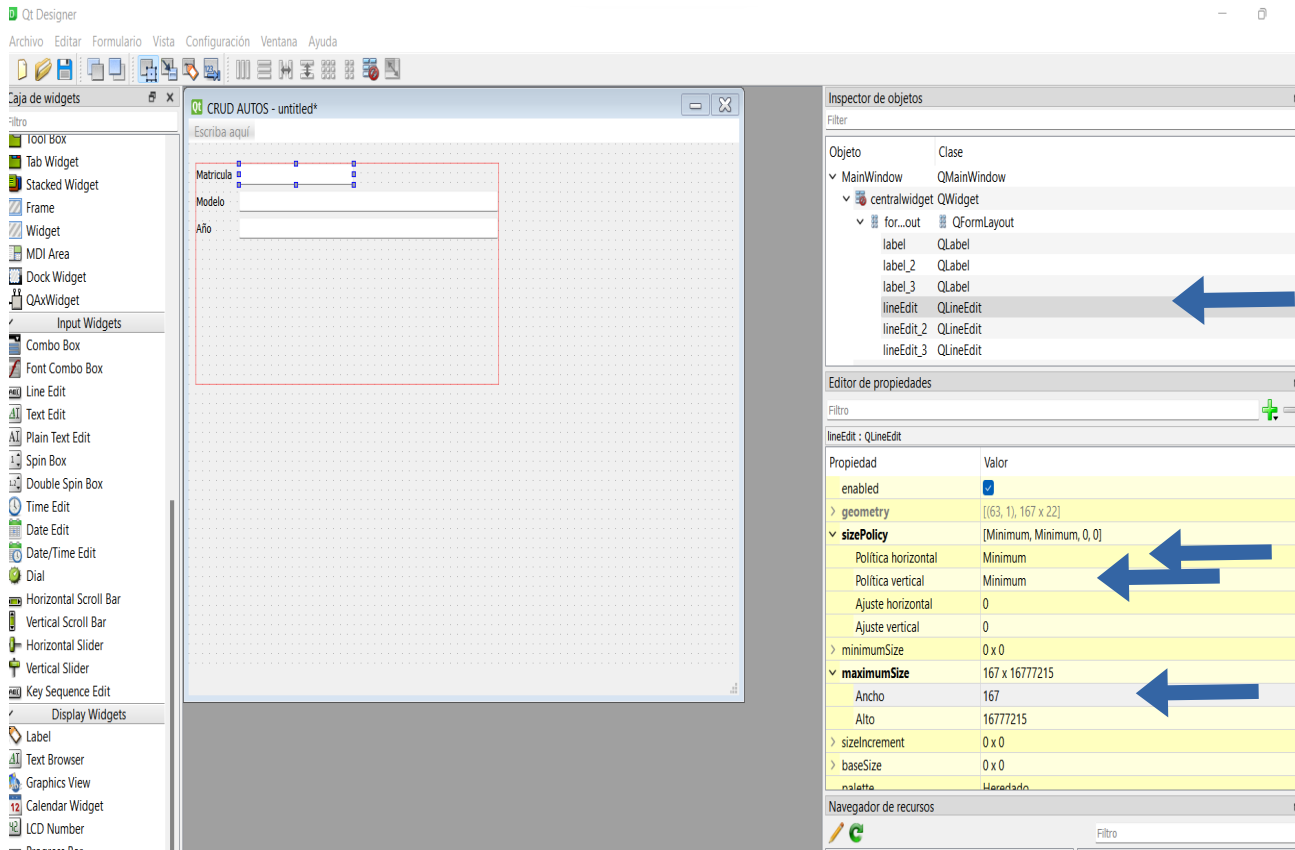 Qt Designer
Archivo Editar Formulario Vista Configuración Ventana Ayuda
Caja de widgets
Filtro
Tool Box
Tab Widget
Stacked Widget
Frame
Widget
MDI Area
Dock Widget
QAxWidget
Input Widgets
Combo Box
Font Combo Box
Line Edit
Text Edit
Plain Text Edit
Spin Box
Double Spin Box
Time Edit
Date Edit
Date/Time Edit
Dial
Horizontal Scroll Bar
Vertical Scroll Bar
Horizontal Slider
Vertical Slider
Key Sequence Edit
Display Widgets
Label
Text Browser
Graphics View
Calendar Widget
LCD Number
Progress Bar
CRUD AUTOS - untitled*
Escriba aquí
Matricula
Modelo
Año
Inspector de objetos
Filter
Objeto Clase
MainWindow QMainWindow
centralwidget QWidget
for...out QFormLayout
label QLabel
label_2 QLabel
label_3 QLabel
lineEdit QLineEdit
lineEdit_2 QLineEdit
lineEdit_3 QLineEdit
Editor de propiedades
Filtro
lineEdit : QLineEdit
Propiedad Valor
enabled
geometry [(63, 1), 167 x 22]
sizePolicy [Minimum, Minimum, 0, 0]
Política horizontal Minimum
Política vertical Minimum
Ajuste horizontal 0
Ajuste vertical 0
minimumSize 0 x 0
maximumSize 167 x 16777215
Ancho 167
Alto 16777215
sizeIncrement 0 x 0
baseSize 0 x 0
palette Heredado
Navegador de recursos
Filtro